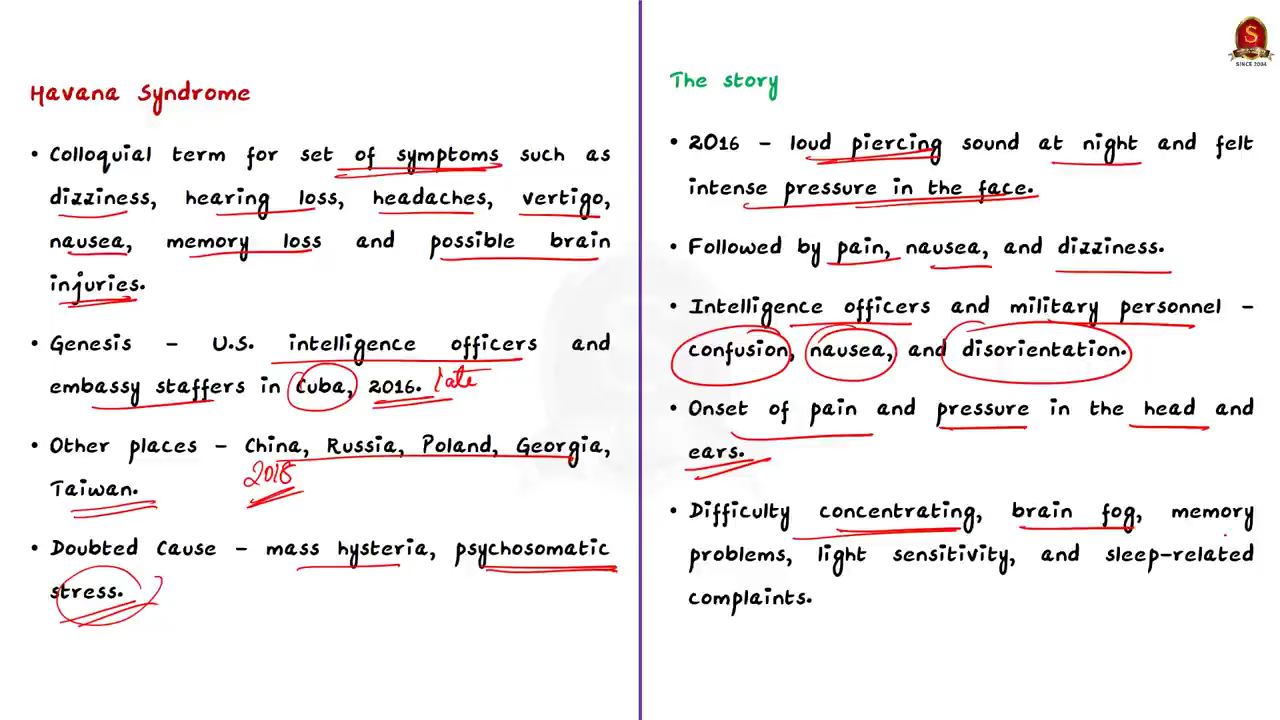 Havana Syndrome
• Colloquial term for set of symptoms such as
dizziness, hearing loss, headaches, vertigo,
nausea, memory loss and possible brain
injuries.
• Genesis - U.S. intelligence officers and
embassy staffers in Cuba, 2016. late
• Other places - China, Russia, Poland, Georgia,
2018
Taiwan.
• Doubted Cause - mass hysteria, psychosomatic
stress.
The story
• 2016 - loud piercing sound at night and felt
intense pressure in the face.
• Followed by pain, nausea, and dizziness.
• Intelligence officers and military personnel -
confusion, nausea, and disorientation.
• Onset of pain and pressure in the head and
ears.
• Difficulty concentrating, brain fog, memory
problems, light sensitivity, and sleep-related
complaints.
S
SINCE 2004